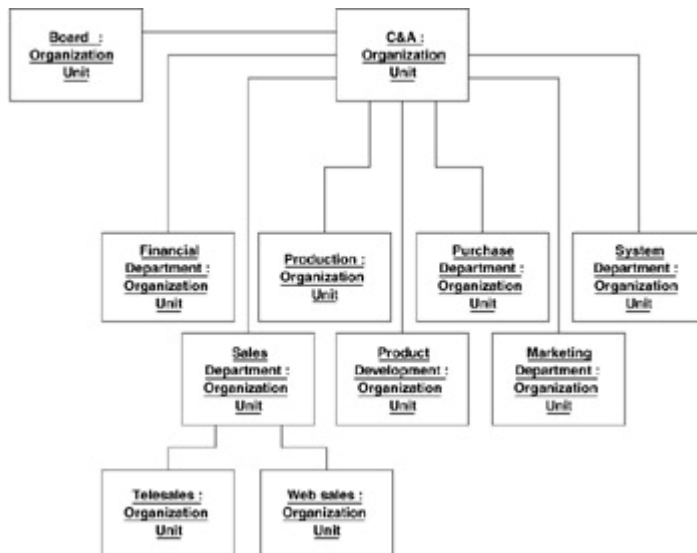 Board :
Organization
Unit
C&A :
Organization
Unit
Financial
Department :
Organization
Unit
Production :
Organization
Unit
Purchase
Department :
Organization
Unit
System
Department :
Organization
Unit
Sales
Department :
Organization
Unit
Product
Development :
Organization
Unit
Marketing
Department :
Organization
Unit
Telesales :
Organization
Unit
Web sales :
Organization
Unit